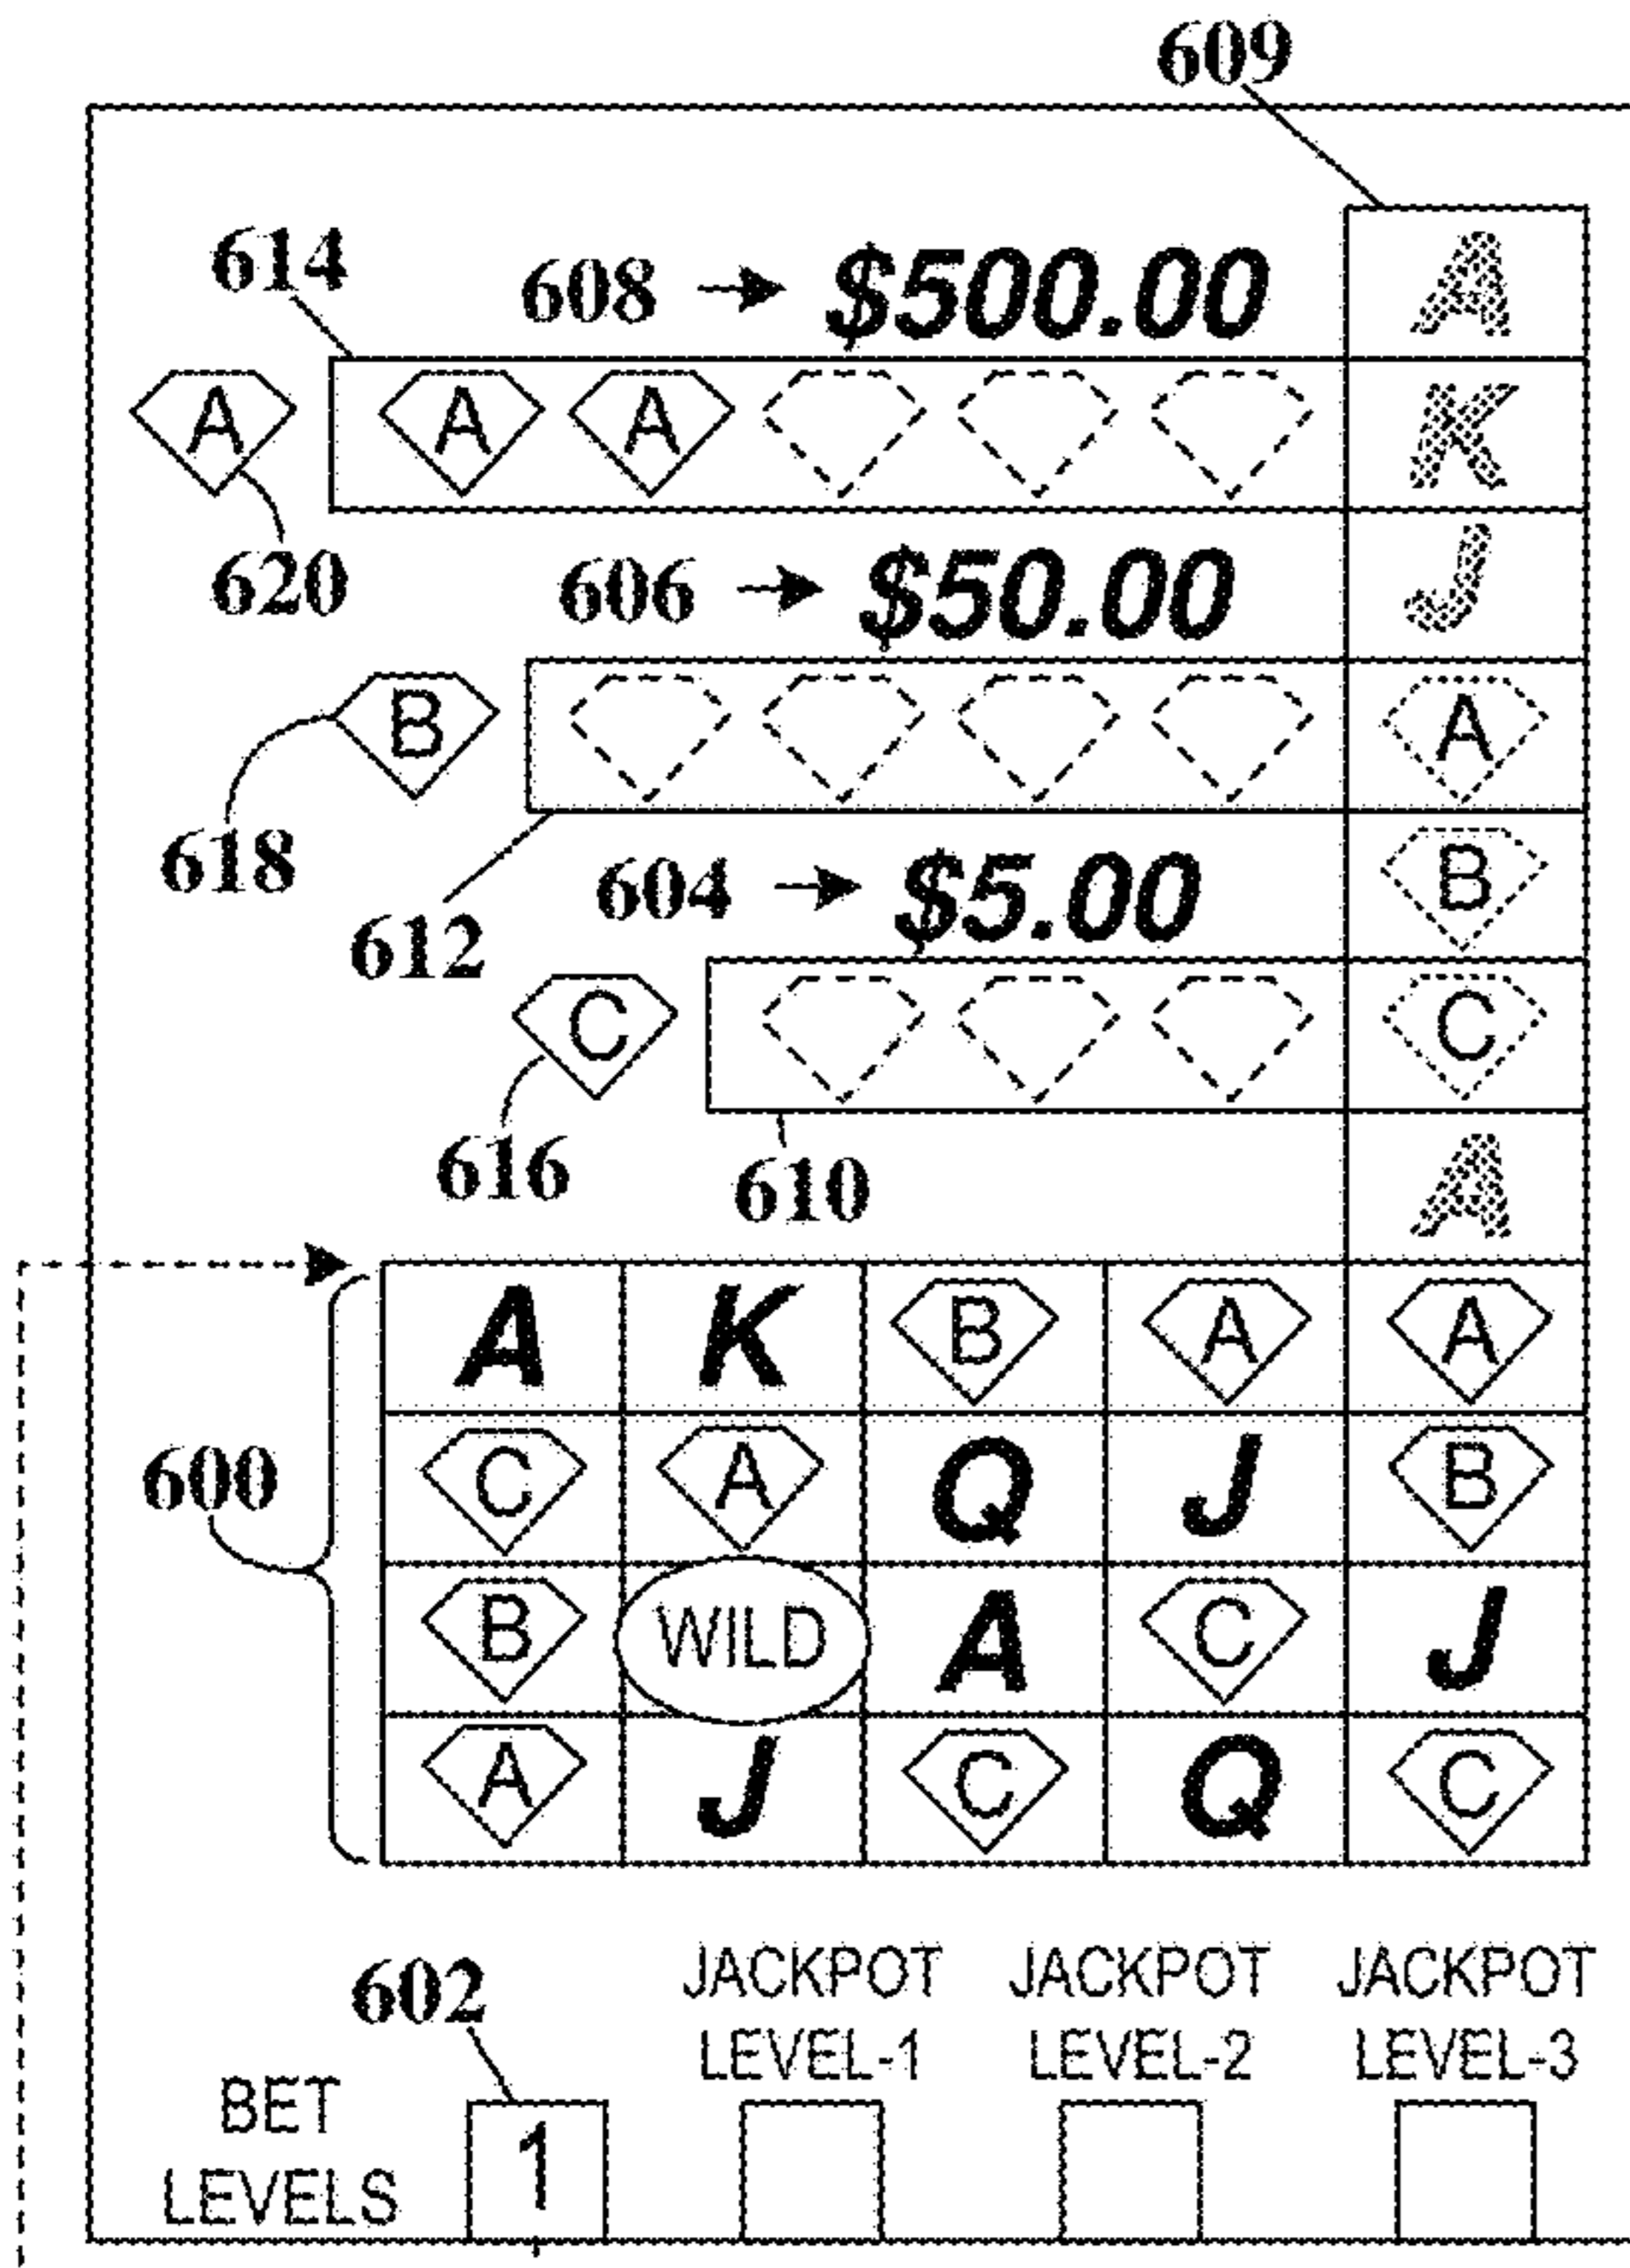 609
614 608 $500.00 A
A A A K
620 606 $50.00 J
B A
618 604 $5.00 B
612
C C
616 610 A
A K B A A
600 C A Q J B
B WILD A C J
A J C Q C
602 JACKPOT JACKPOT JACKPOT
LEVEL-1 LEVEL-2 LEVEL-3
BET 1
LEVELS